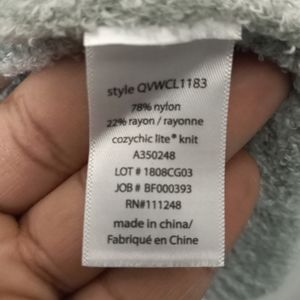 style QVWCL1183
78% nylon
22% rayon / rayonne
cozychic lite® knit
A350248
LOT # 1808CG03
JOB # BF000393
RN#111248
made in china/
Fabriqué en Chine